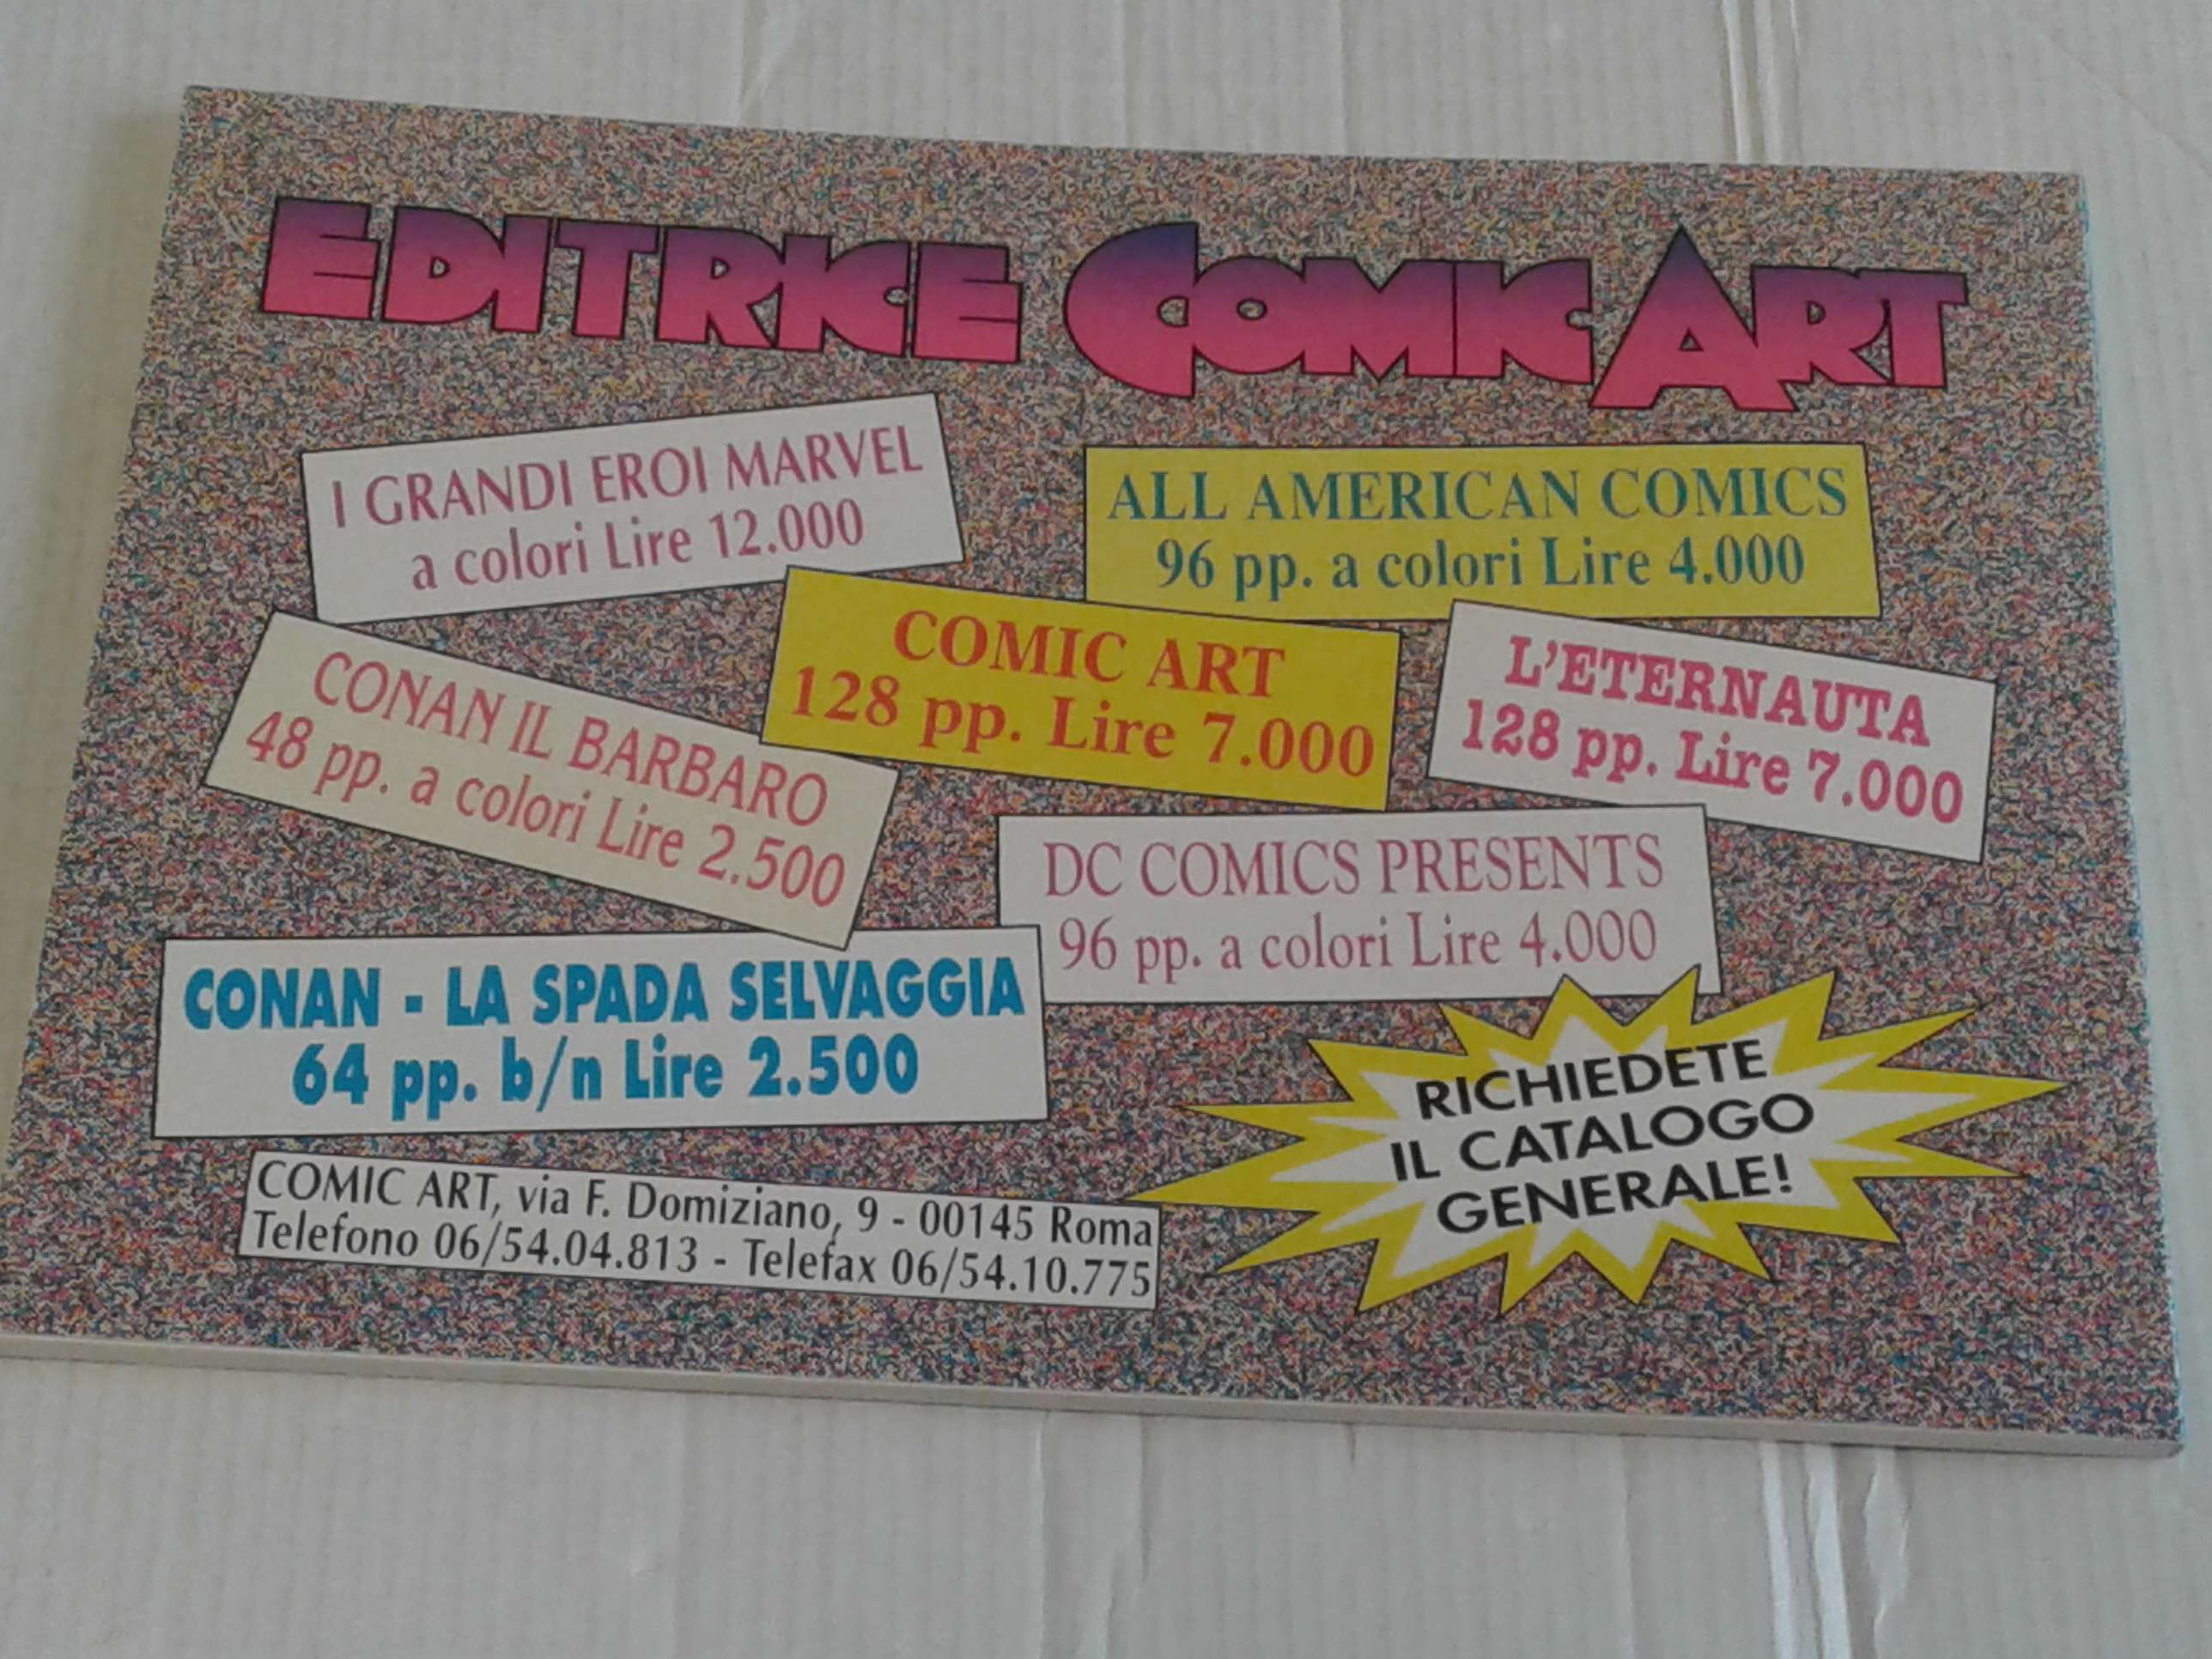 EDITRICE COMIC ART
I GRANDI EROI MARVEL
a colori Lire 12.000
ALL AMERICAN COMICS
96 pp. a colori Lire 4.000
CONAN IL BARBARO
48 pp. a colori Lire 2.500
COMIC ART
128 pp. Lire 7.000
L'ETERNAUTA
128 pp. Lire 7.000
DC COMICS PRESENTS
96 pp. a colori Lire 4.000
CONAN - LA SPADA SELVAGGIA
64 pp. b/n Lire 2.500
RICHIEDETE
IL CATALOGO
GENERALE!
COMIC ART, via F. Domiziano, 9 - 00145 Roma
Telefono 06/54.04.813 - Telefax 06/54.10.775